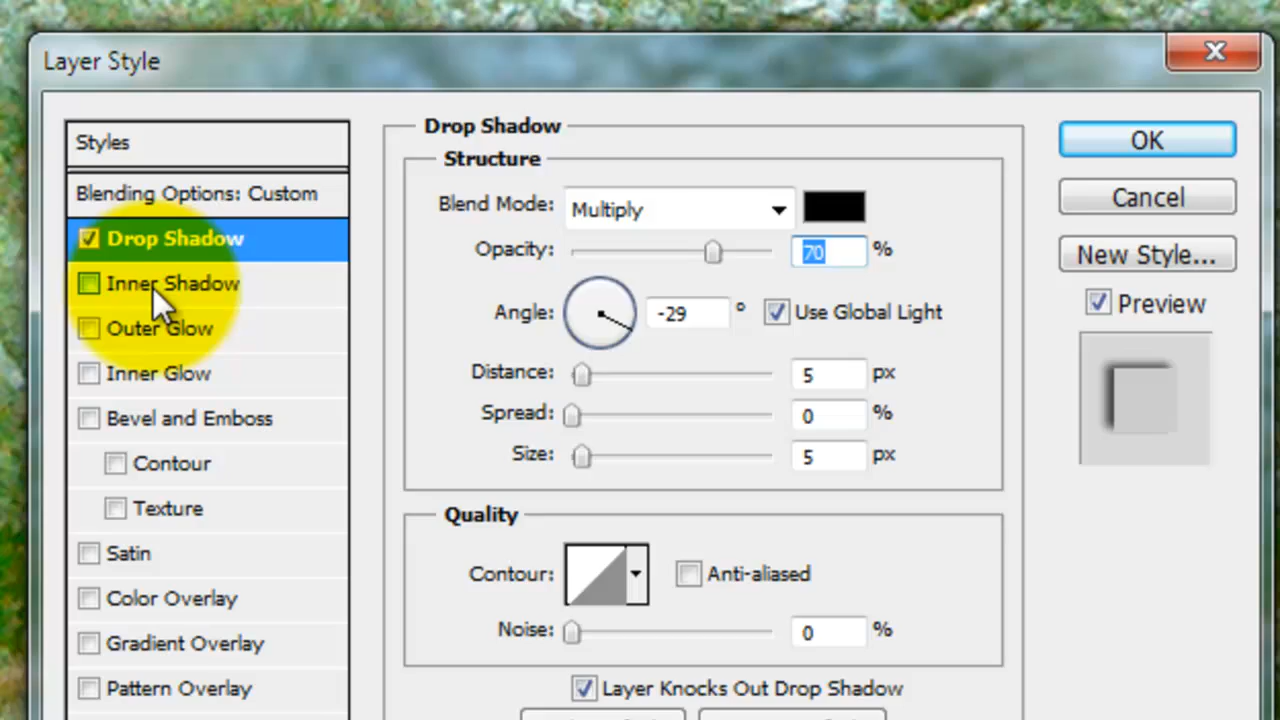 Layer Style
Styles
Blending Options: Custom
Drop Shadow
Inner Shadow
Outer Glow
Inner Glow
Bevel and Emboss
Contour
Texture
Satin
Color Overlay
Gradient Overlay
Pattern Overlay
Drop Shadow
Structure
Blend Mode: Multiply
Opacity: 70 %
Angle: -29 ° Use Global Light
Distance: 5 px
Spread: 0 %
Size: 5 px
Quality
Contour: Anti-aliased
Noise: 0 %
Layer Knocks Out Drop Shadow
OK
Cancel
New Style...
Preview